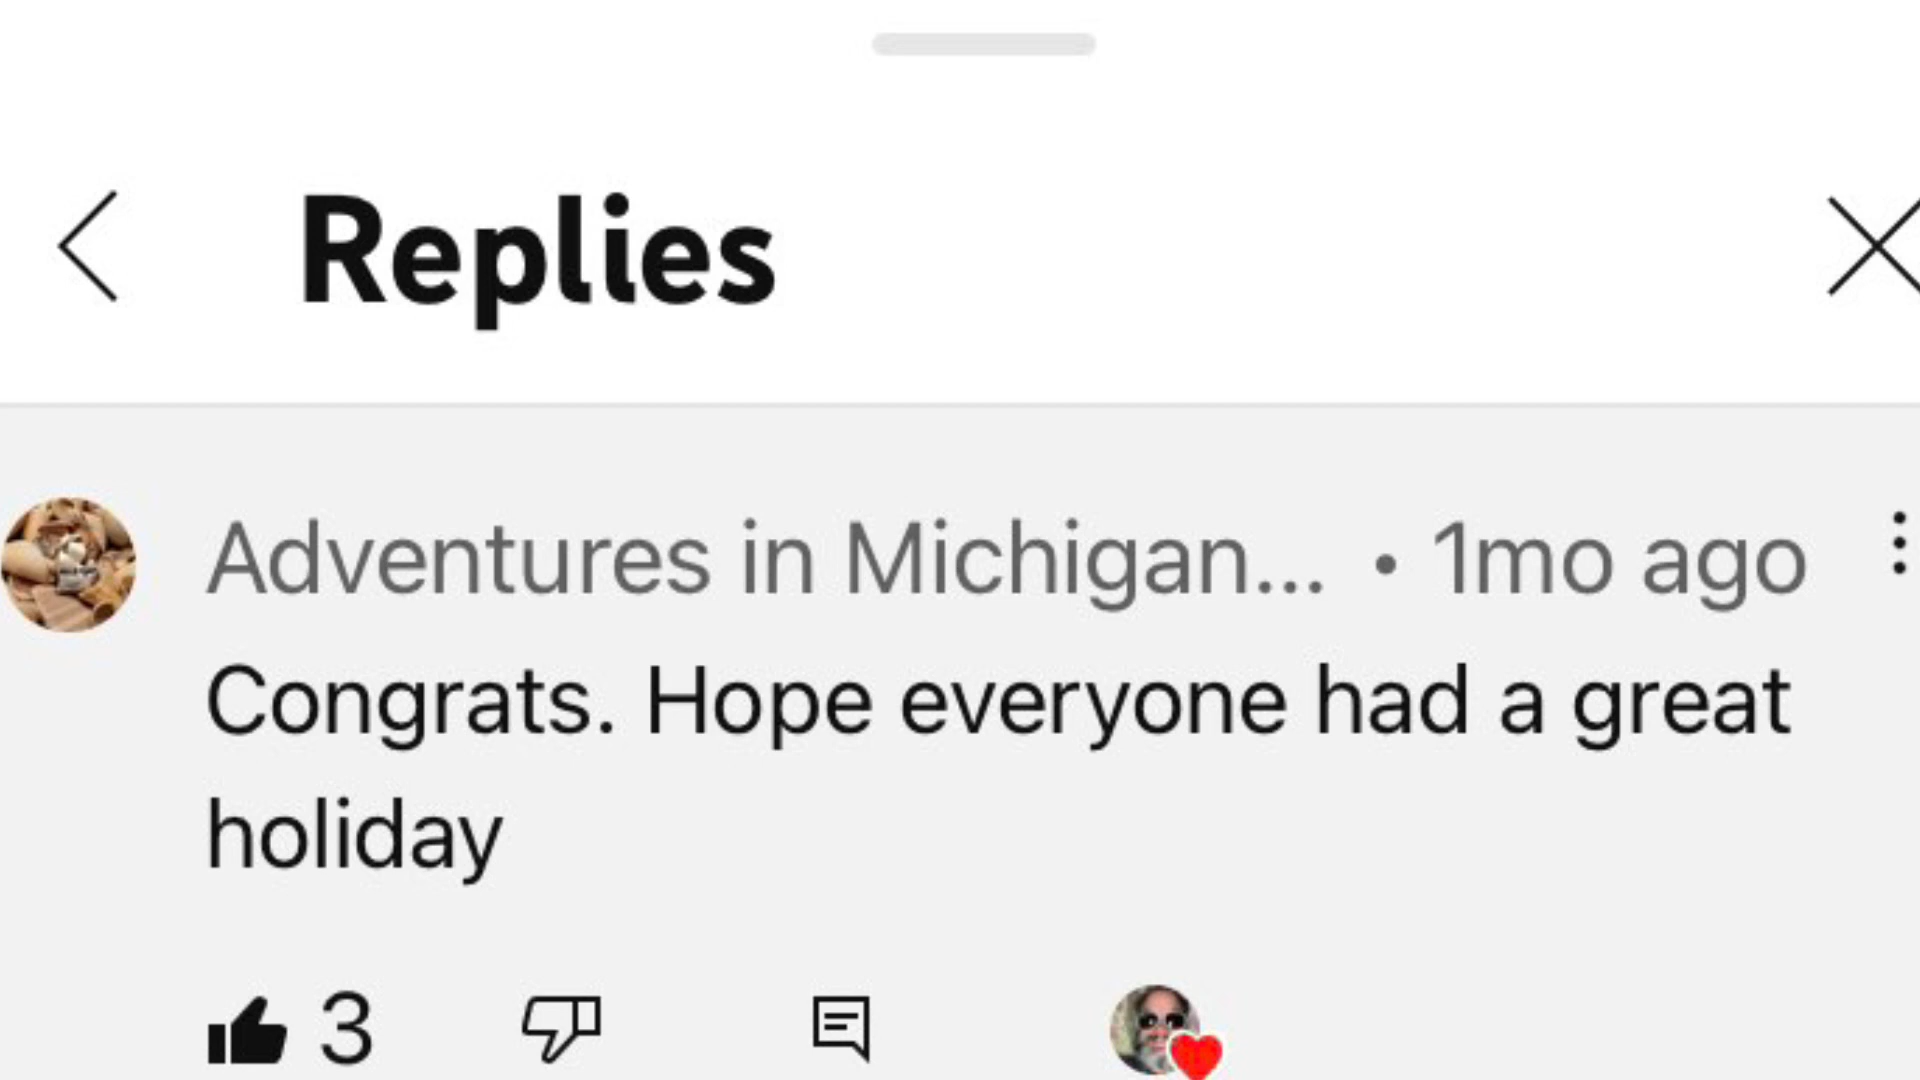 Replies
Adventures in Michigan... • 1mo ago
Congrats. Hope everyone had a great
holiday
3